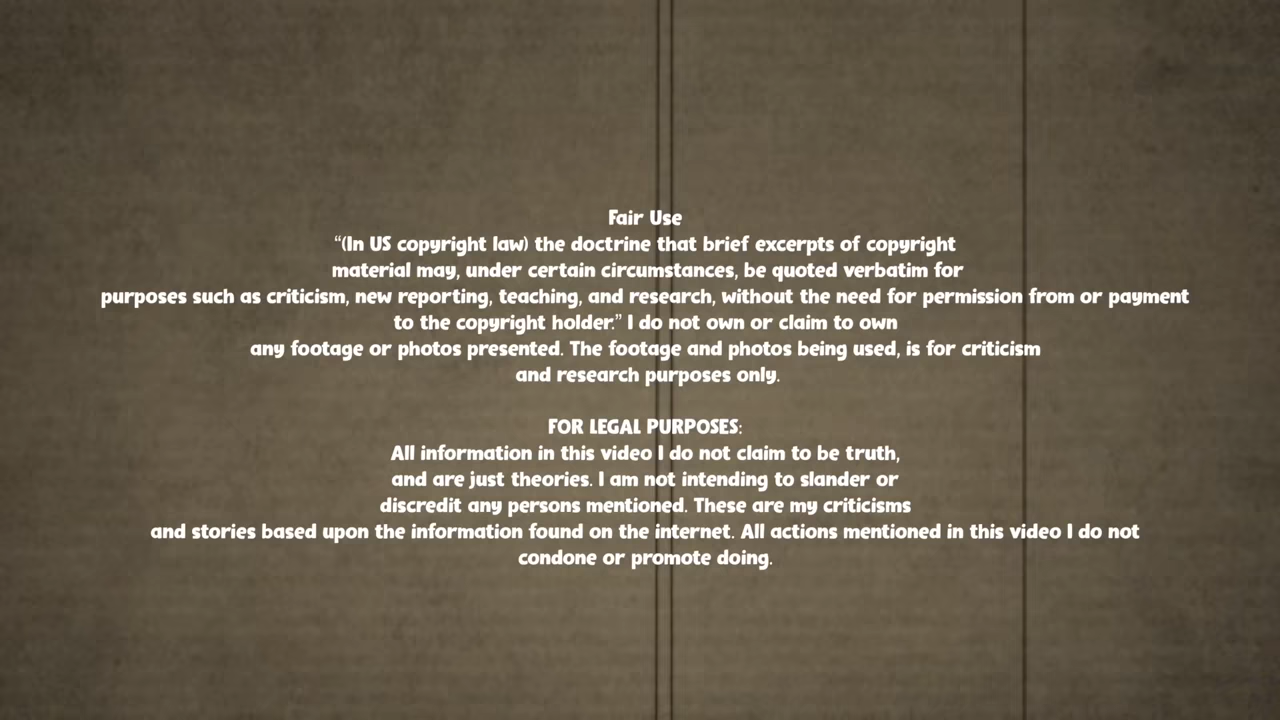 Fair Use
“(In US copyright law) the doctrine that brief excerpts of copyright
material may, under certain circumstances, be quoted verbatim for
purposes such as criticism, new reporting, teaching, and research, without the need for permission from or payment
to the copyright holder.” I do not own or claim to own
any footage or photos presented. The footage and photos being used, is for criticism
and research purposes only.
FOR LEGAL PURPOSES:
All information in this video I do not claim to be truth,
and are just theories. I am not intending to slander or
discredit any persons mentioned. These are my criticisms
and stories based upon the information found on the internet. All actions mentioned in this video I do not
condone or promote doing.